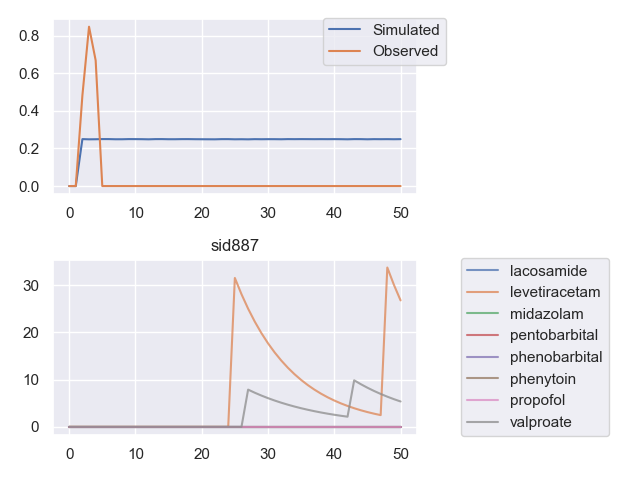 0.8
0.6
0.4
0.2
0.0
0 10 20 30 40 50
Simulated
Observed
sid887
30
20
10
0
0 10 20 30 40 50
lacosamide
levetiracetam
midazolam
pentobarbital
phenobarbital
phenytoin
propofol
valproate